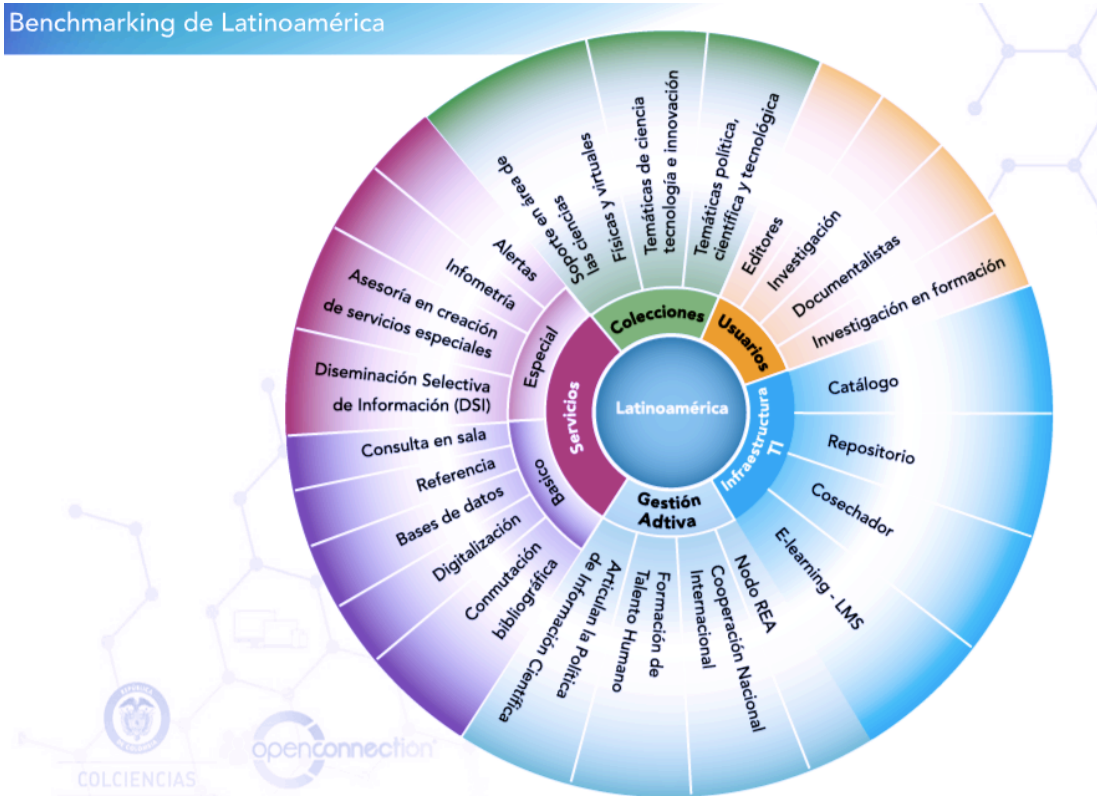 Benchmarking de Latinoamérica
Latinoamérica
Colecciones
Soporte en área de
las ciencias
Físicas y virtuales
Temáticas de ciencia
tecnología e innovación
Temáticas política,
científica y tecnológica
Usuarios
Editores
Investigación
Documentalistas
Investigación en formación
Infraestructura
TI
Catálogo
Repositorio
Cosechador
E-learning - LMS
Gestión
Adtiva
Nodo REA
Cooperación Nacional
Internacional
Formación de
Talento Humano
Articulan la Política
de Información Científica
Servicios
Basico
Conmutación
bibliográfica
Digitalización
Bases de datos
Referencia
Consulta en sala
Especial
Diseminación Selectiva
de Información (DSI)
Asesoría en creación
de servicios especiales
Infometría
Alertas
REPÚBLICA
DE COLOMBIA
COLCIENCIAS
openconnection